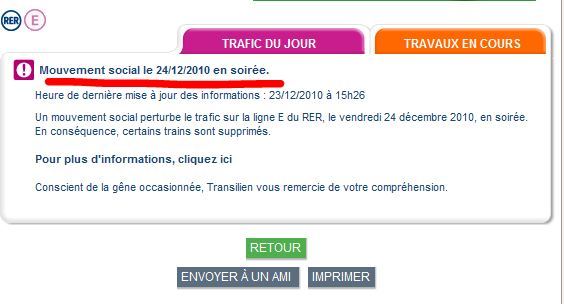 RER E
TRAFIC DU JOUR TRAVAUX EN COURS
Mouvement social le 24/12/2010 en soirée.
Heure de dernière mise à jour des informations : 23/12/2010 à 15h26
Un mouvement social perturbe le trafic sur la ligne E du RER, le vendredi 24 décembre 2010, en soirée.
En conséquence, certains trains sont supprimés.
Pour plus d'informations, cliquez ici
Conscient de la gêne occasionnée, Transilien vous remercie de votre compréhension.
RETOUR
ENVOYER À UN AMI IMPRIMER